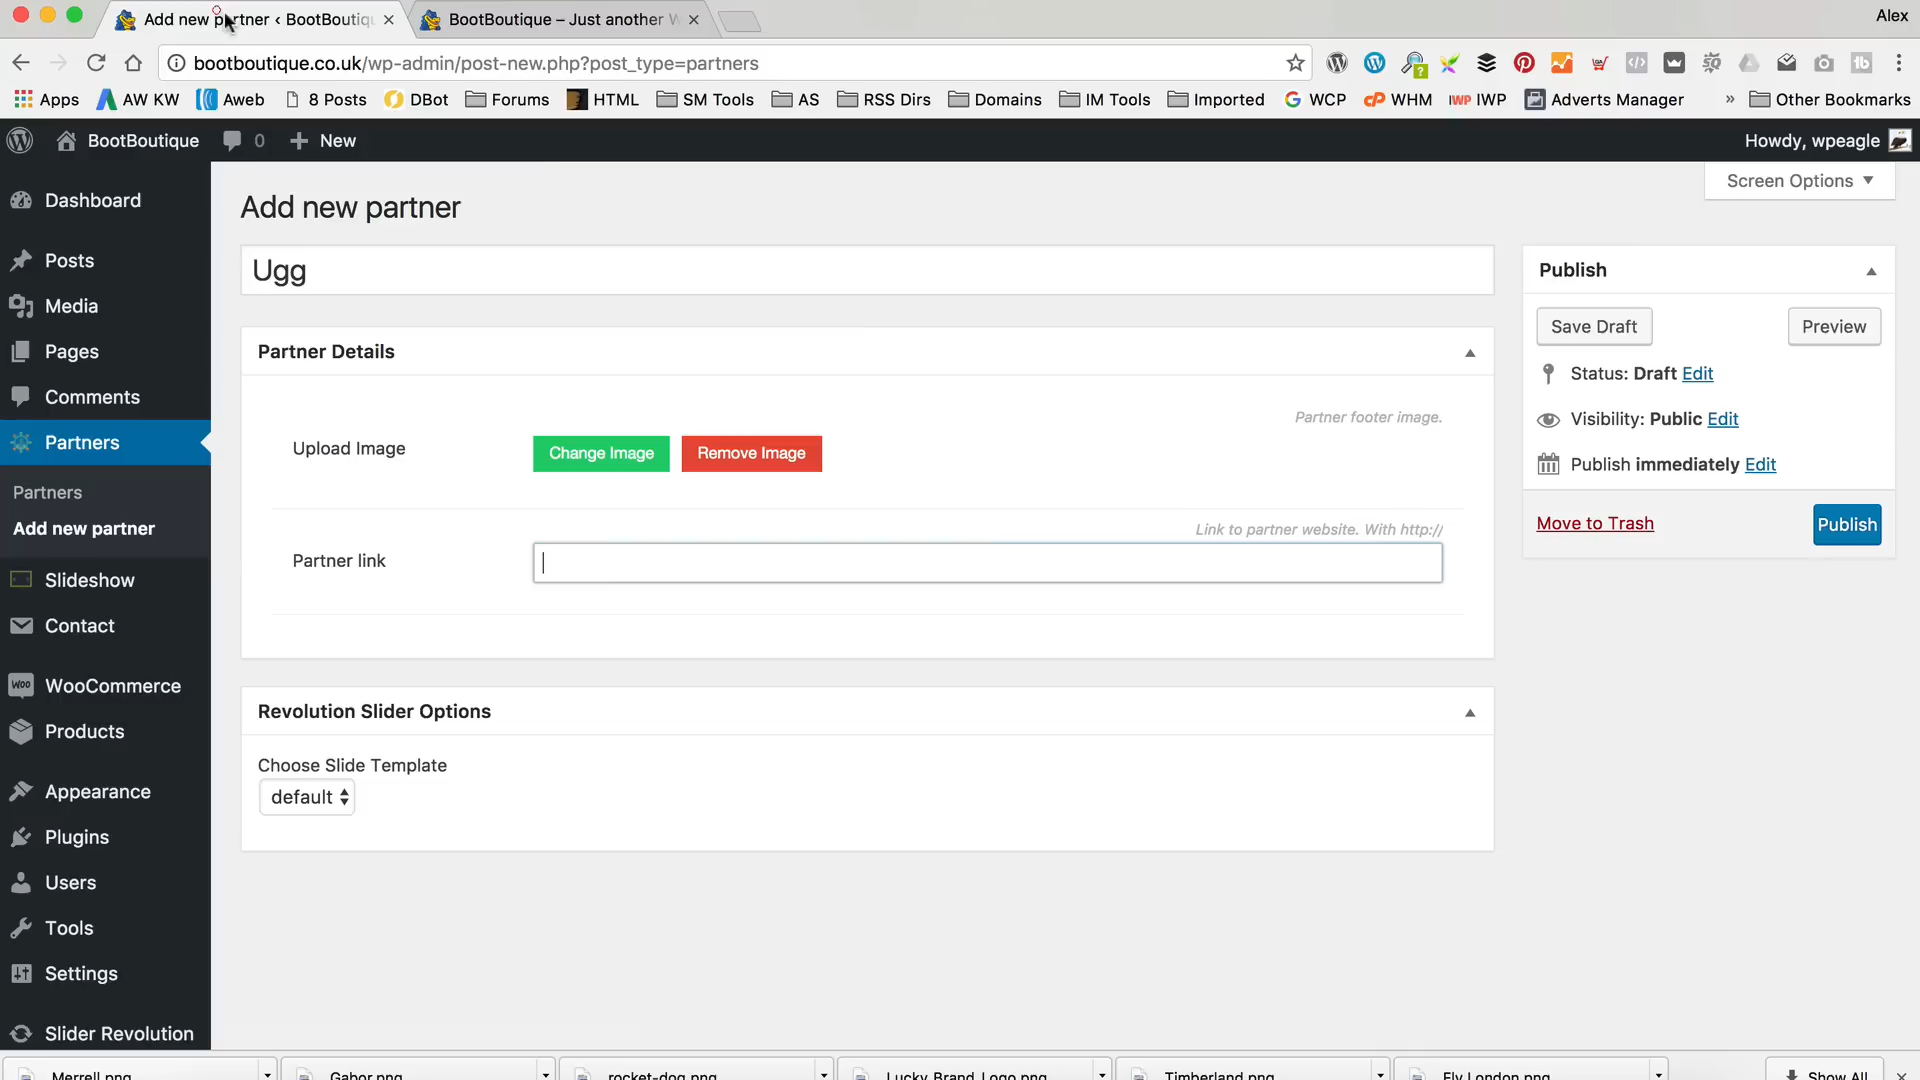 Add new partner ‹ BootBoutiqu
BootBoutique – Just another W
Alex
bootboutique.co.uk/wp-admin/post-new.php?post_type=partners
Apps
AW KW
Aweb
8 Posts
DBot
Forums
HTML
SM Tools
AS
RSS Dirs
Domains
IM Tools
Imported
WCP
WHM
IWP
Adverts Manager
»
Other Bookmarks
BootBoutique
0
New
Howdy, wpeagle
Screen Options
Dashboard
Posts
Media
Pages
Comments
Partners
Partners
Add new partner
Slideshow
Contact
WooCommerce
Products
Appearance
Plugins
Users
Tools
Settings
Slider Revolution
Add new partner
Ugg
Partner Details
Partner footer image.
Upload Image
Change Image
Remove Image
Link to partner website. With http://
Partner link
Revolution Slider Options
Choose Slide Template
default
Publish
Save Draft
Preview
Status: Draft Edit
Visibility: Public Edit
Publish immediately Edit
Move to Trash
Publish
Merrell.png
Gabor.png
rocket-dog.png
Lucky Brand Logo.png
Timberland.png
Fly London.png
Show All